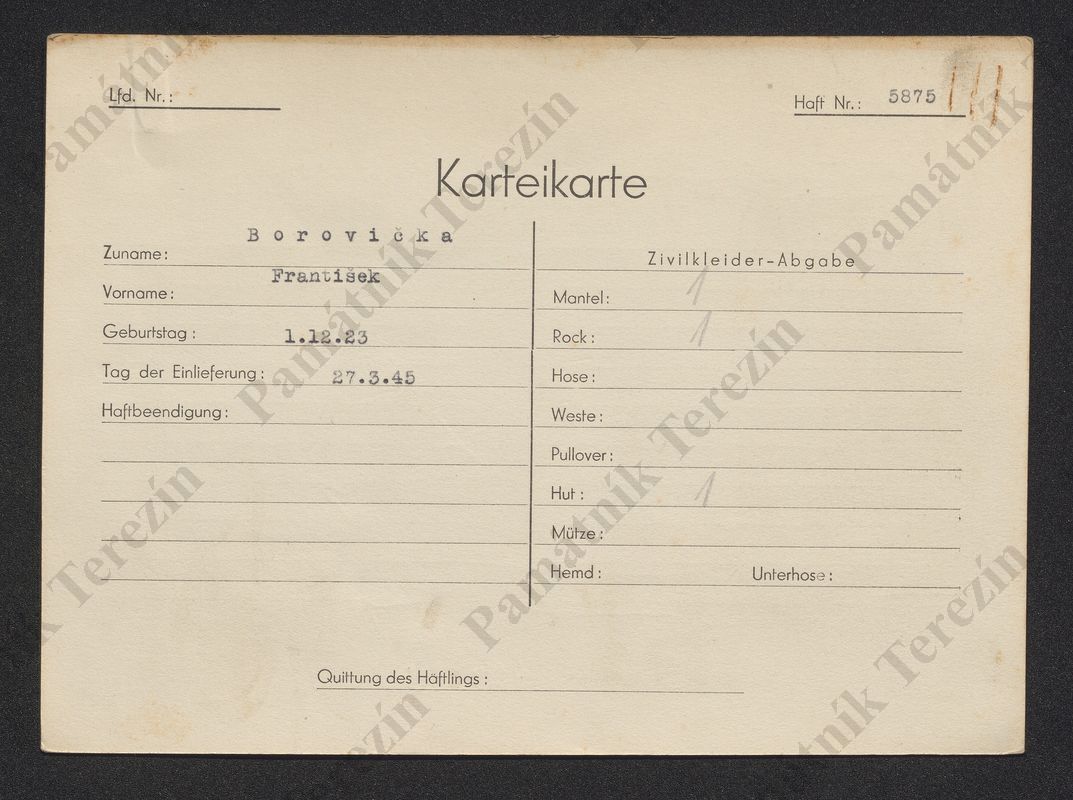 Lfd. Nr.:
Haft Nr.: 5875
Karteikarte
Zuname: Borovička
Vorname: František
Geburtstag: 1.12.23
Tag der Einlieferung: 27.3.45
Haftbeendigung:
Zivilkleider-Abgabe
Mantel: 1
Rock: 1
Hose:
Weste:
Pullover:
Hut: 1
Mütze:
Hemd: Unterhose:
Quittung des Häftlings:
Památník Terezín